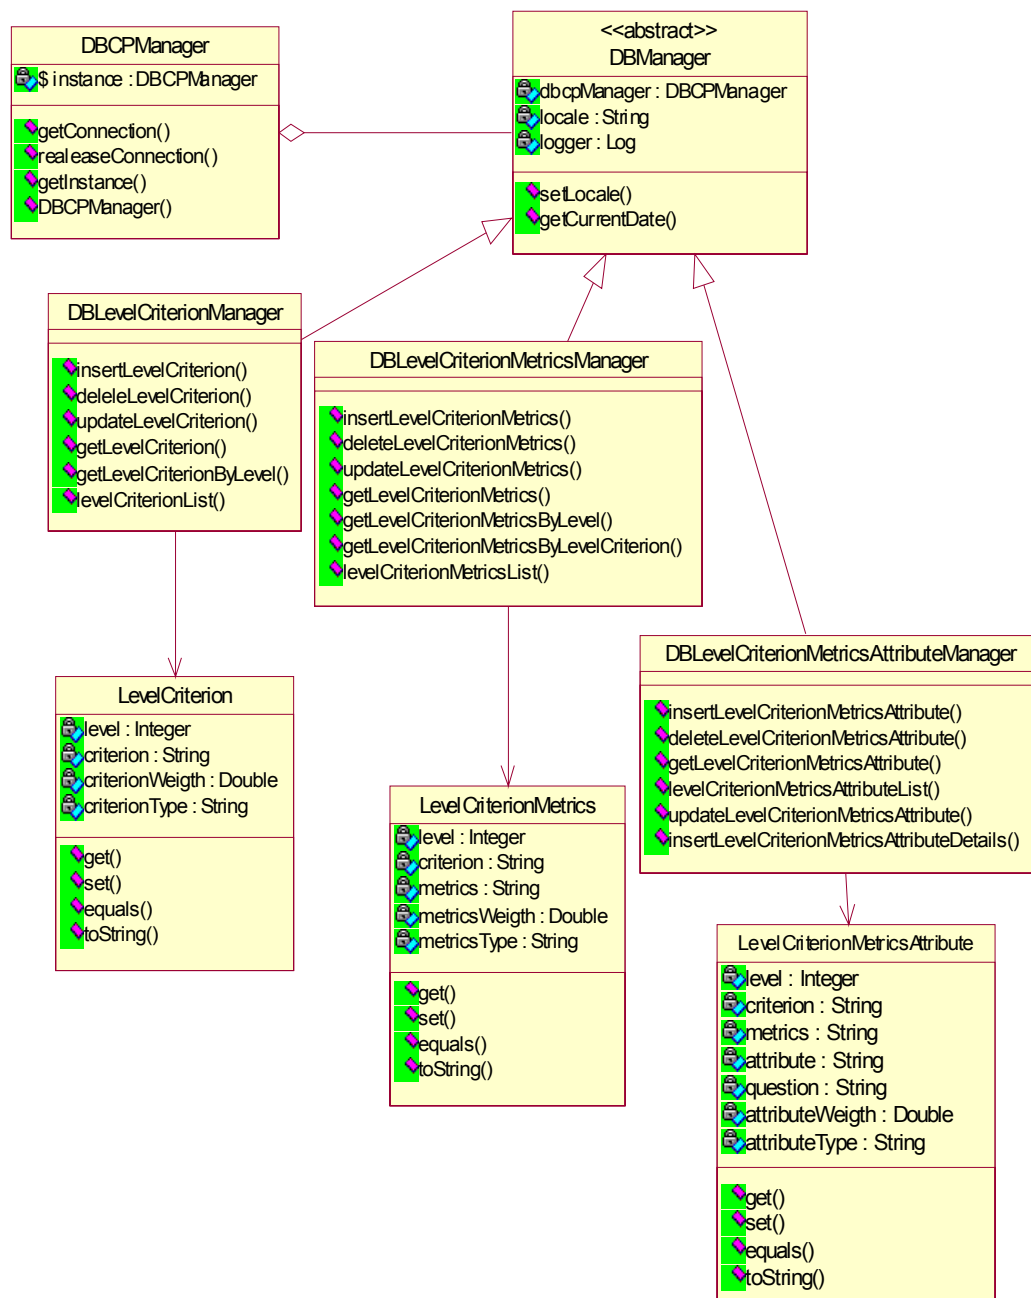 DBCPManager
$ instance : DBCPManager
getConnection()
realeaseConnection()
getInstance()
DBCPManager()
<<abstract>>
DBManager
dbcpManager : DBCPManager
locale : String
logger : Log
setLocale()
getCurrentDate()
DBLevelCriterionManager
insertLevelCriterion()
deleleLevelCriterion()
updateLevelCriterion()
getLevelCriterion()
getLevelCriterionByLevel()
levelCriterionList()
DBLevelCriterionMetricsManager
insertLevelCriterionMetrics()
deleteLevelCriterionMetrics()
updateLevelCriterionMetrics()
getLevelCriterionMetrics()
getLevelCriterionMetricsByLevel()
getLevelCriterionMetricsByLevelCriterion()
levelCriterionMetricsList()
DBLevelCriterionMetricsAttributeManager
insertLevelCriterionMetricsAttribute()
deleteLevelCriterionMetricsAttribute()
getLevelCriterionMetricsAttribute()
levelCriterionMetricsAttributeList()
updateLevelCriterionMetricsAttribute()
insertLevelCriterionMetricsAttributeDetails()
LevelCriterion
level : Integer
criterion : String
criterionWeigth : Double
criterionType : String
get()
set()
equals()
toString()
LevelCriterionMetrics
level : Integer
criterion : String
metrics : String
metricsWeigth : Double
metricsType : String
get()
set()
equals()
toString()
LevelCriterionMetricsAttribute
level : Integer
criterion : String
metrics : String
attribute : String
question : String
attributeWeigth : Double
attributeType : String
get()
set()
equals()
toString()